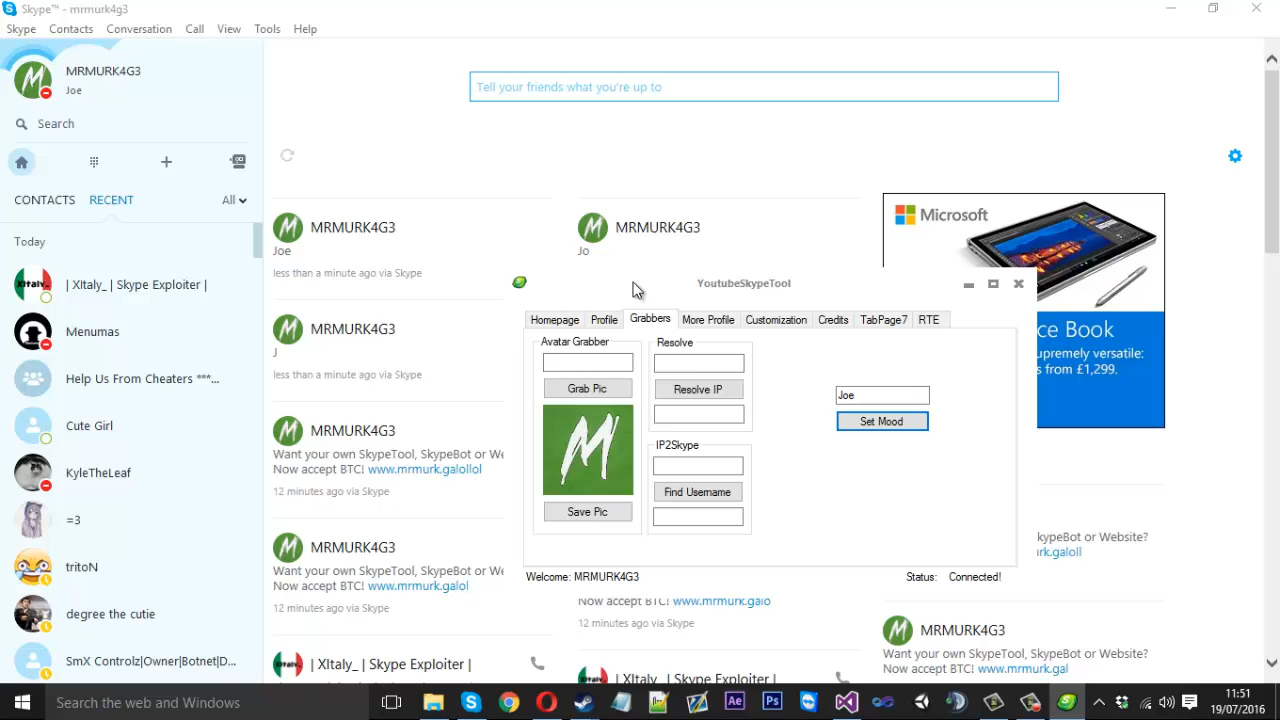 Skype™ - mrmurk4g3
Skype Contacts Conversation Call View Tools Help
MRMURK4G3
Joe
Search
CONTACTS RECENT All
Today
| XItaly_ | Skype Exploiter |
Menumas
Help Us From Cheaters ***...
Cute Girl
KyleTheLeaf
=3
tritoN
degree the cutie
SmX Controlz|Owner|Botnet|D...
Tell your friends what you're up to
MRMURK4G3
Joe
less than a minute ago via Skype
MRMURK4G3
J
less than a minute ago via Skype
MRMURK4G3
Want your own SkypeTool, SkypeBot or We
Now accept BTC! www.mrmurk.galollol
12 minutes ago via Skype
MRMURK4G3
Want your own SkypeTool, SkypeBot or We
Now accept BTC! www.mrmurk.galol
12 minutes ago via Skype
| XItaly_ | Skype Exploiter |
MRMURK4G3
Jo
Now accept BTC! www.mrmurk.galo
12 minutes ago via Skype
| XItaly_ | Skype Exploiter |
Microsoft
ce Book
upremely versatile:
s from £1,299.
kypeBot or Website?
rk.galoll
MRMURK4G3
Want your own SkypeTool, SkypeBot or Website?
Now accept BTC! www.mrmurk.gal
YoutubeSkypeTool
Homepage Profile Grabbers More Profile Customization Credits TabPage7 RTE
Avatar Grabber
Grab Pic
M
Save Pic
Resolve
Resolve IP
IP2Skype
Find Username
Joe
Set Mood
Welcome: MRMURK4G3
Status: Connected!
Search the web and Windows
Ae
Ps
11:51
19/07/2016